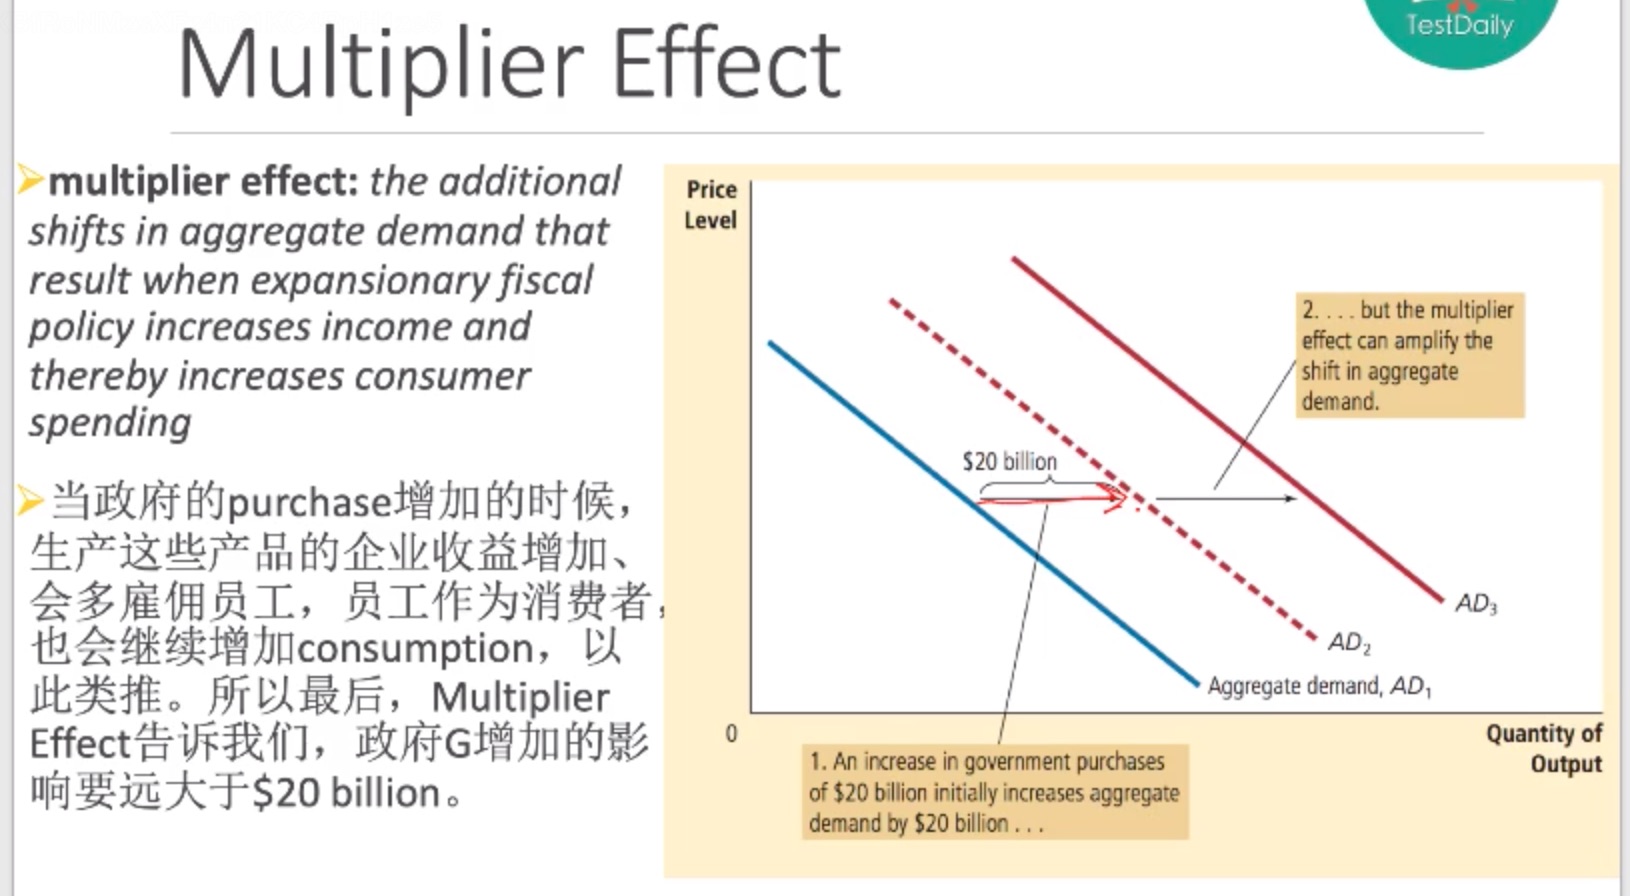 TestDaily
Multiplier Effect
multiplier effect: the additional
shifts in aggregate demand that
result when expansionary fiscal
policy increases income and
thereby increases consumer
spending
当政府的purchase增加的时候，
生产这些产品的企业收益增加、
会多雇佣员工，员工作为消费者，
也会继续增加consumption，以
此类推。所以最后，Multiplier
Effect告诉我们，政府G增加的影
响要远大于$20 billion。
Price
Level
2. . . . but the multiplier
effect can amplify the
shift in aggregate
demand.
$20 billion
AD3
AD2
Aggregate demand, AD1
0
Quantity of
Output
1. An increase in government purchases
of $20 billion initially increases aggregate
demand by $20 billion . . .